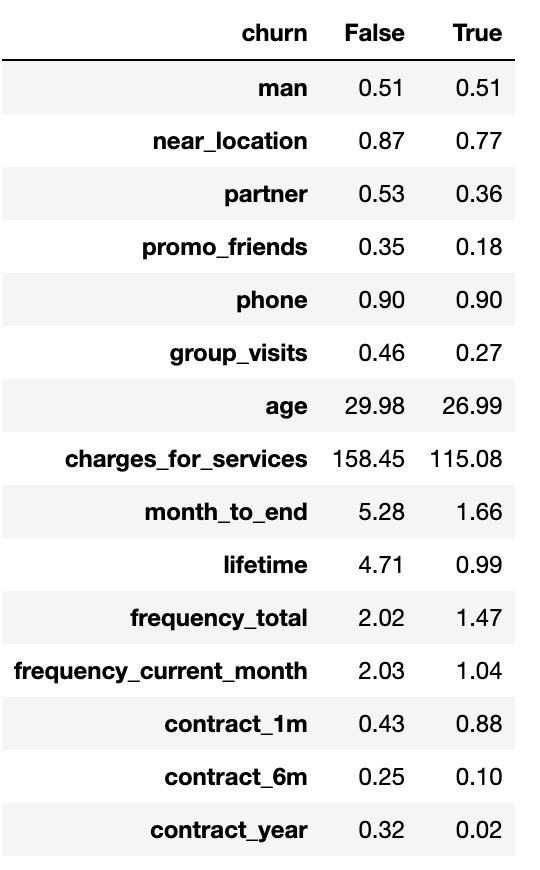 churn False True
man 0.51 0.51
near_location 0.87 0.77
partner 0.53 0.36
promo_friends 0.35 0.18
phone 0.90 0.90
group_visits 0.46 0.27
age 29.98 26.99
charges_for_services 158.45 115.08
month_to_end 5.28 1.66
lifetime 4.71 0.99
frequency_total 2.02 1.47
frequency_current_month 2.03 1.04
contract_1m 0.43 0.88
contract_6m 0.25 0.10
contract_year 0.32 0.02